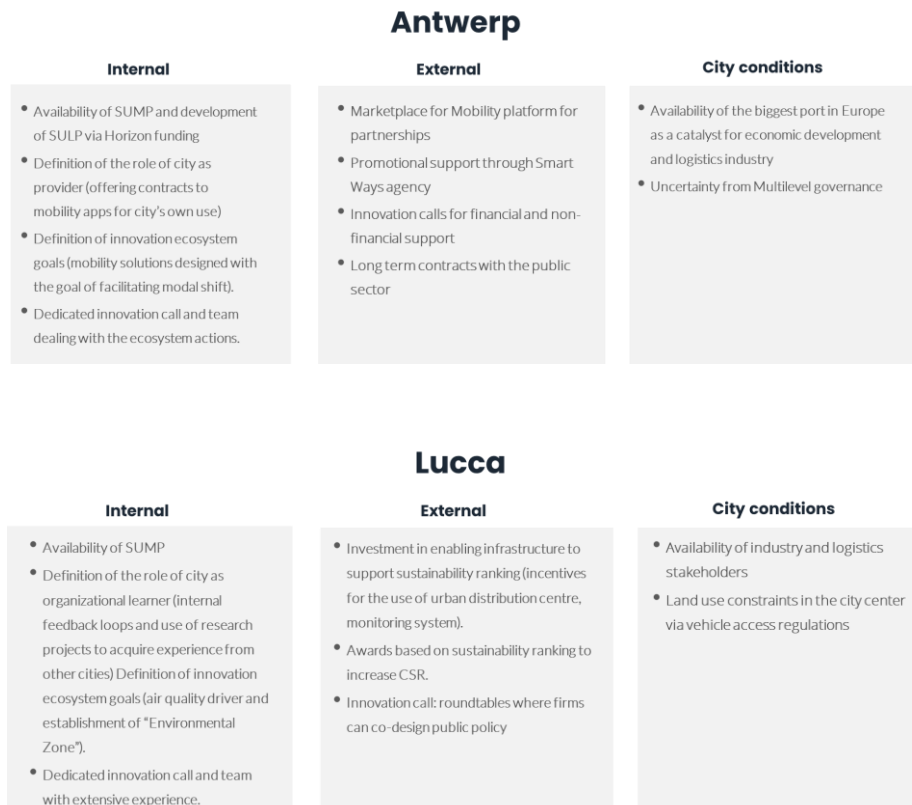 Antwerp
Internal
• Availability of SUMP and development
of SULP via Horizon funding
• Definition of the role of city as
provider (offering contracts to
mobility apps for city's own use)
• Definition of innovation ecosystem
goals (mobility solutions designed with
the goal of facilitating modal shift).
• Dedicated innovation call and team
dealing with the ecosystem actions.
External
• Marketplace for Mobility platform for
partnerships
• Promotional support through Smart
Ways agency
• Innovation calls for financial and non-
financial support
• Long term contracts with the public
sector
City conditions
• Availability of the biggest port in Europe
as a catalyst for economic development
and logistics industry
• Uncertainty from Multilevel governance
Lucca
Internal
• Availability of SUMP
• Definition of the role of city as
organizational learner (internal
feedback loops and use of research
projects to acquire experience from
other cities) Definition of innovation
ecosystem goals (air quality driver and
establishment of "Environmental
Zone").
• Dedicated innovation call and team
with extensive experience.
External
• Investment in enabling infrastructure to
support sustainability ranking (incentives
for the use of urban distribution centre,
monitoring system).
• Awards based on sustainability ranking to
increase CSR.
• Innovation call: roundtables where firms
can co-design public policy
City conditions
• Availability of industry and logistics
stakeholders
• Land use constraints in the city center
via vehicle access regulations